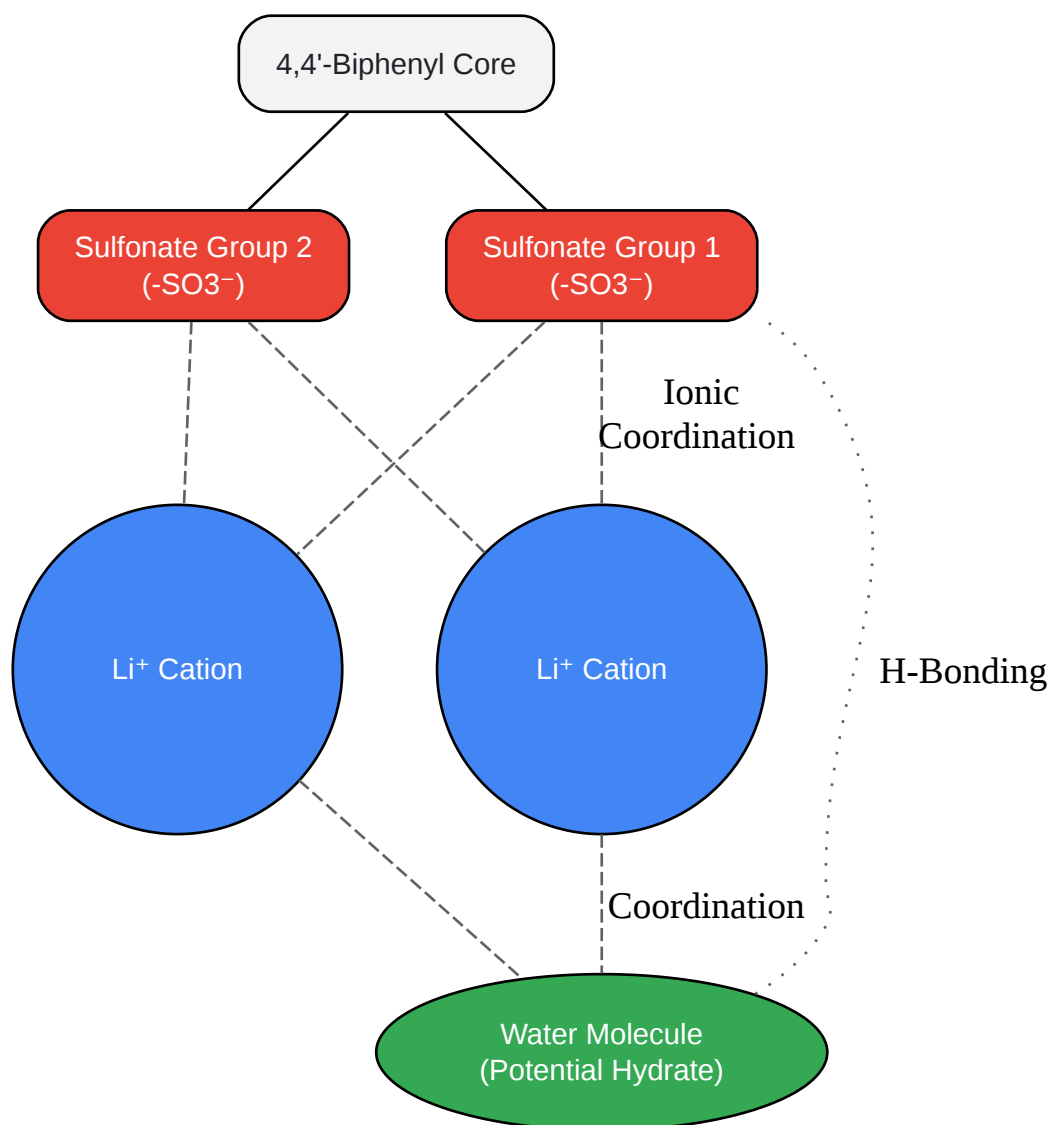 4,4'-Biphenyl Core
Sulfonate Group 2
(-SO3⁻)
Sulfonate Group 1
(-SO3⁻)
Ionic
Coordination
Li⁺ Cation
Li⁺ Cation
H-Bonding
Coordination
Water Molecule
(Potential Hydrate)